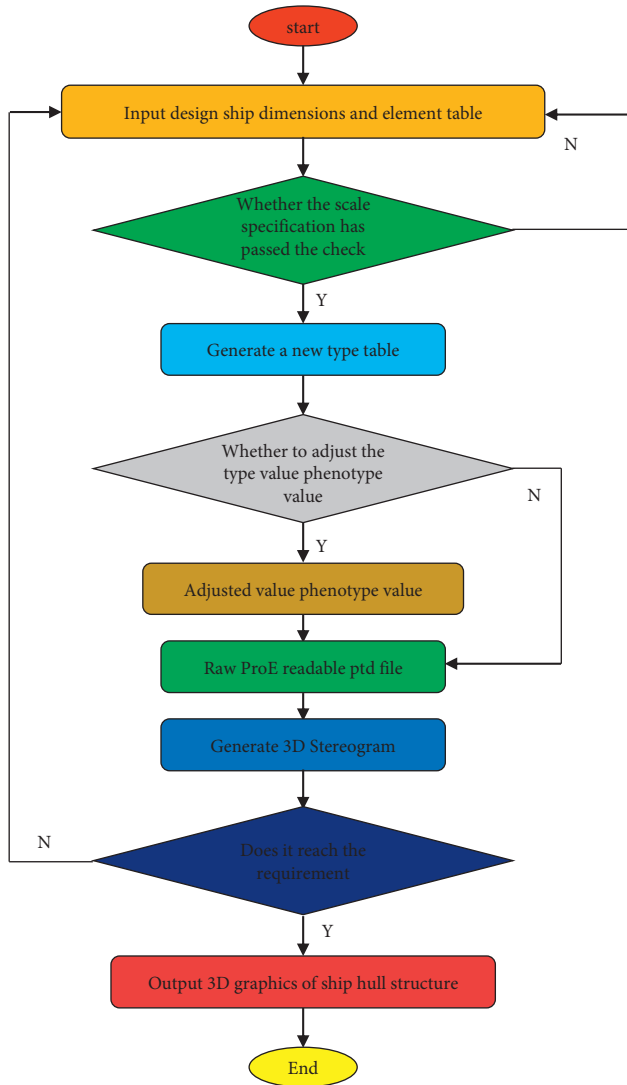 start
Input design ship dimensions and element table
N
Whether the scale
specification has
passed the check
Y
Generate a new type table
Whether to adjust the
type value phenotype
value
N
Y
Adjusted value phenotype value
Raw ProE readable ptd file
Generate 3D Stereogram
N
Does it reach the
requirement
Y
Output 3D graphics of ship hull structure
End